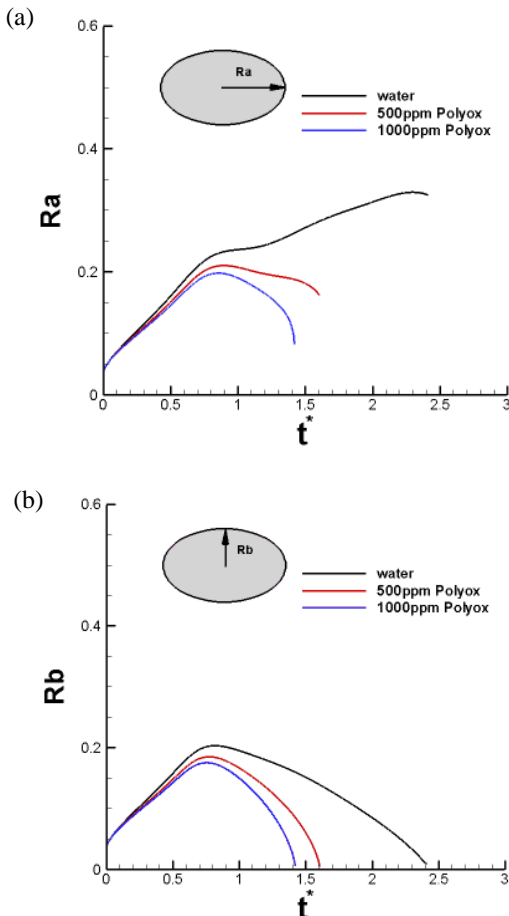 (a)
0.6
Ra
water
500ppm Polyox
1000ppm Polyox
0.4
Ra
0.2
0
0 0.5 1 1.5 2 2.5 3
t*
(b)
0.6
Rb
water
500ppm Polyox
1000ppm Polyox
0.4
Rb
0.2
0
0 0.5 1 1.5 2 2.5 3
t*